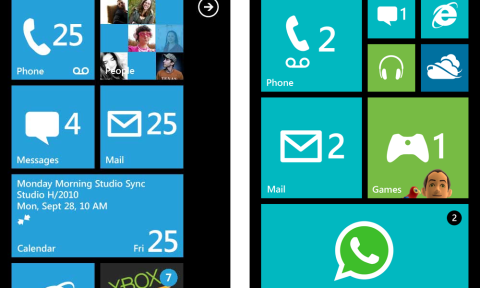 25
Phone
People
4
Messages
25
Mail
Monday Morning Studio Sync
Studio H/2010
Mon, Sept 28, 10 AM
Calendar
Fri 25
XBOX
7
2
Phone
1
2
Mail
1
Games
2